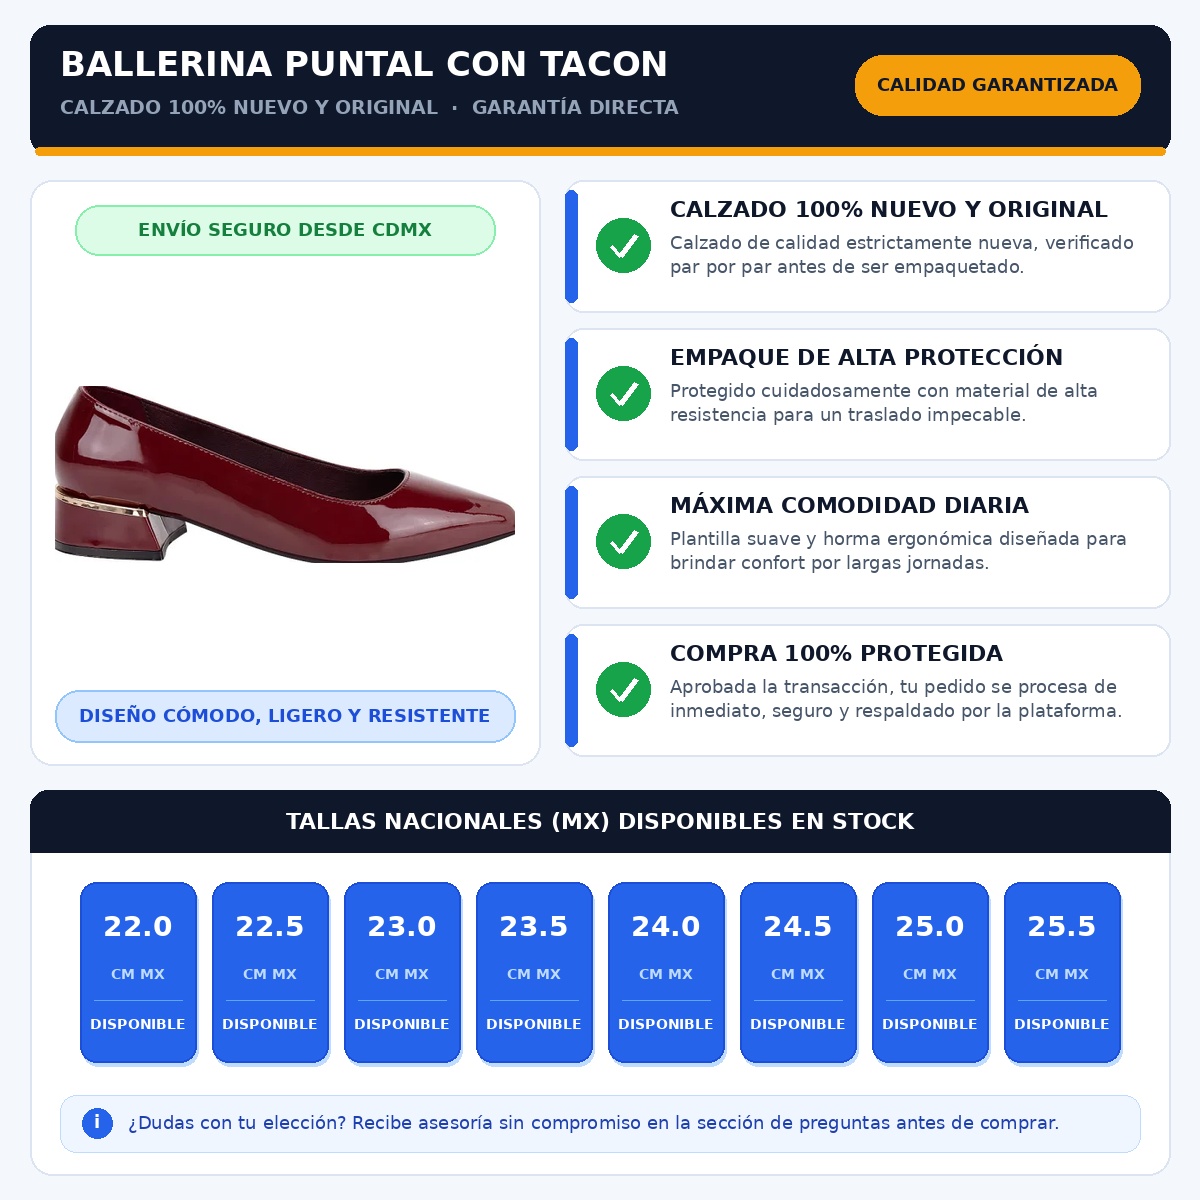 BALLERINA PUNTAL CON TACON
CALZADO 100% NUEVO Y ORIGINAL · GARANTÍA DIRECTA
CALIDAD GARANTIZADA
ENVÍO SEGURO DESDE CDMX
DISEÑO CÓMODO, LIGERO Y RESISTENTE
CALZADO 100% NUEVO Y ORIGINAL
Calzado de calidad estrictamente nueva, verificado
par por par antes de ser empaquetado.
EMPAQUE DE ALTA PROTECCIÓN
Protegido cuidadosamente con material de alta
resistencia para un traslado impecable.
MÁXIMA COMODIDAD DIARIA
Plantilla suave y horma ergonómica diseñada para
brindar confort por largas jornadas.
COMPRA 100% PROTEGIDA
Aprobada la transacción, tu pedido se procesa de
inmediato, seguro y respaldado por la plataforma.
TALLAS NACIONALES (MX) DISPONIBLES EN STOCK
22.0 22.5 23.0 23.5 24.0 24.5 25.0 25.5
CM MX CM MX CM MX CM MX CM MX CM MX CM MX CM MX
DISPONIBLE DISPONIBLE DISPONIBLE DISPONIBLE DISPONIBLE DISPONIBLE DISPONIBLE DISPONIBLE
i ¿Dudas con tu elección? Recibe asesoría sin compromiso en la sección de preguntas antes de comprar.